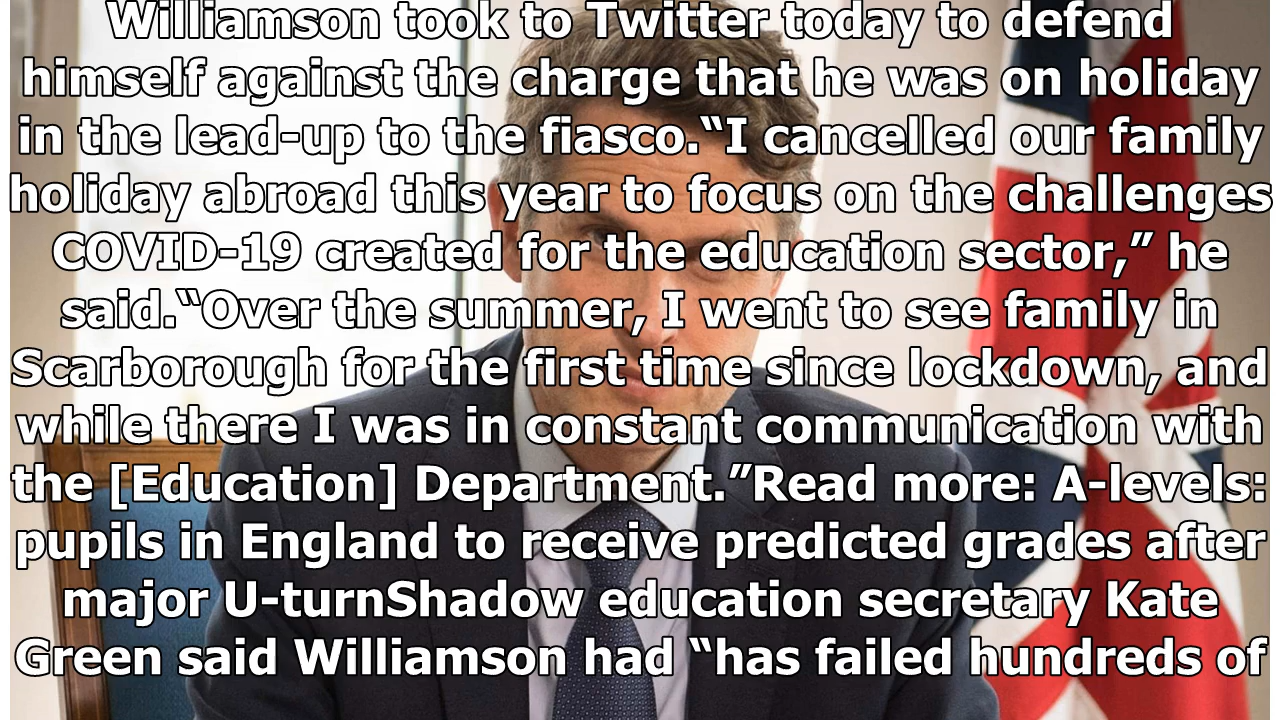 Williamson took to Twitter today to defend
himself against the charge that he was on holiday
in the lead-up to the fiasco.“I cancelled our family
holiday abroad this year to focus on the challenges
COVID-19 created for the education sector,” he
said.“Over the summer, I went to see family in
Scarborough for the first time since lockdown, and
while there I was in constant communication with
the [Education] Department.”Read more: A-levels:
pupils in England to receive predicted grades after
major U-turnShadow education secretary Kate
Green said Williamson had “has failed hundreds of